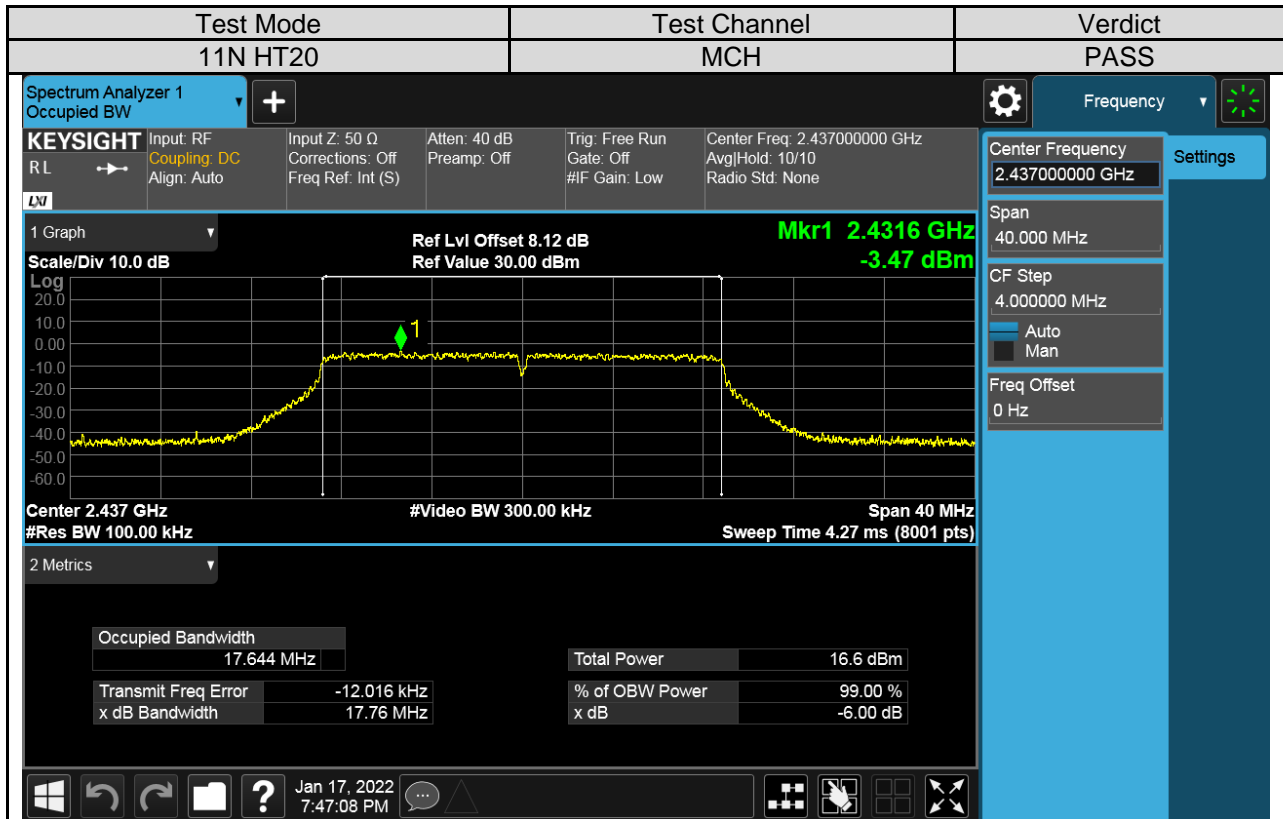 Test Mode Test Channel Verdict
11N HT20 MCH PASS
Spectrum Analyzer 1
Occupied BW
+
Frequency
KEYSIGHT
RL
LXI
Input: RF
Coupling: DC
Align: Auto
Input Z: 50 Ω
Corrections: Off
Freq Ref: Int (S)
Atten: 40 dB
Preamp: Off
Trig: Free Run
Gate: Off
#IF Gain: Low
Center Freq: 2.437000000 GHz
Avg|Hold: 10/10
Radio Std: None
Center Frequency
2.437000000 GHz
Settings
Span
40.000 MHz
CF Step
4.000000 MHz
Auto
Man
Freq Offset
0 Hz
1 Graph
Scale/Div 10.0 dB
Ref Lvl Offset 8.12 dB
Ref Value 30.00 dBm
Mkr1 2.4316 GHz
-3.47 dBm
Log
20.0
10.0
1
0.00
-10.0
-20.0
-30.0
-40.0
-50.0
-60.0
Center 2.437 GHz #Video BW 300.00 kHz Span 40 MHz
#Res BW 100.00 kHz Sweep Time 4.27 ms (8001 pts)
2 Metrics
Occupied Bandwidth
17.644 MHz
Total Power 16.6 dBm
Transmit Freq Error -12.016 kHz % of OBW Power 99.00 %
x dB Bandwidth 17.76 MHz x dB -6.00 dB
?
Jan 17, 2022
7:47:08 PM